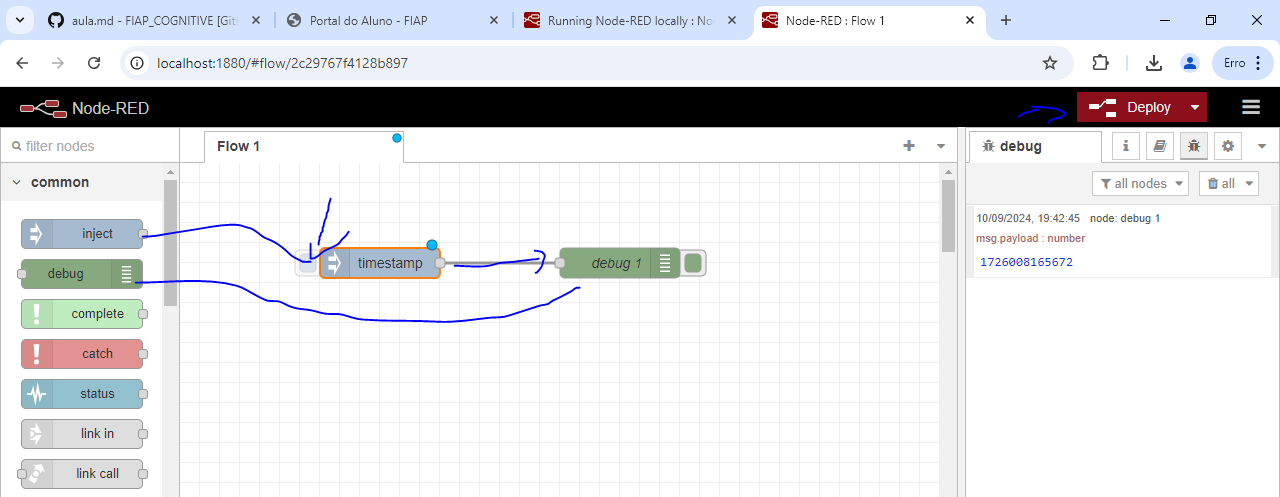 aula.md - FIAP_COGNITIVE [Git
Portal do Aluno - FIAP
Running Node-RED locally : No
Node-RED : Flow 1
localhost:1880/#flow/2c29767f4128b897
Erro
Node-RED
Deploy
filter nodes
Flow 1
debug
i
common
all nodes
all
inject
debug
complete
catch
status
link in
link call
timestamp
debug 1
10/09/2024, 19:42:45 node: debug 1
msg.payload : number
1726008165672